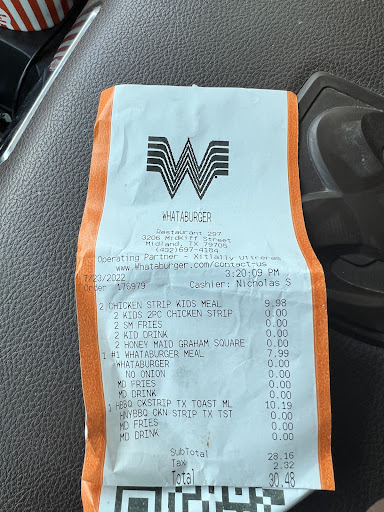 W
WHATABURGER
Restaurant 297
3206 Midkiff Street
Midland, TX 79705
(432)697-4184
Operating Partner - Xitlally Ultreras
www.Whataburger.com/contact-us
7/23/2022 3:20:09 PM
Order 176979 Cashier: Nicholas S
2 CHICKEN STRIP KIDS MEAL 9.98
2 KIDS 2PC CHICKEN STRIP 0.00
2 SM FRIES 0.00
2 KID DRINK 0.00
2 HONEY MAID GRAHAM SQUARE 0.00
1 #1 WHATABURGER MEAL 7.99
WHATABURGER 0.00
NO ONION 0.00
MD FRIES 0.00
MD DRINK 0.00
1 HBBQ CKSTRIP TX TOAST ML 10.19
HNYBBQ CKN STRIP TX TST 0.00
MD FRIES 0.00
MD DRINK 0.00
SubTotal 28.16
Tax 2.32
Total 30.48